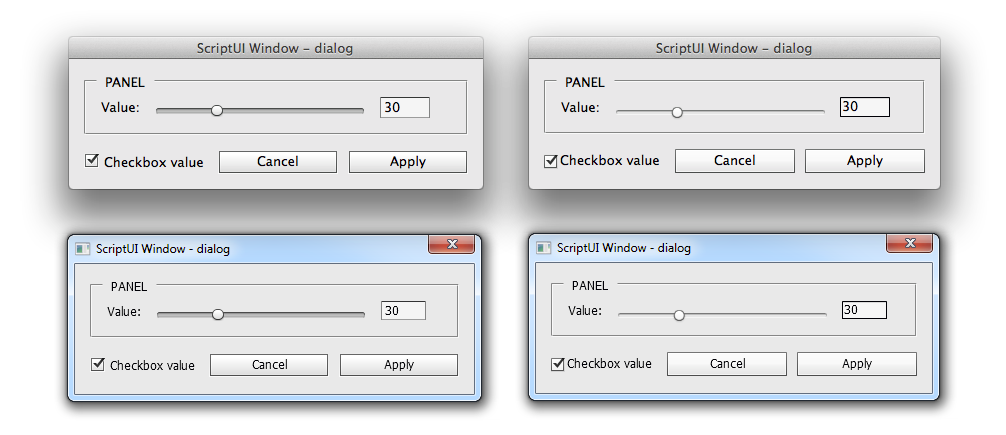 ScriptUI Window – dialog
PANEL
Value: 30
Checkbox value Cancel Apply
ScriptUI Window – dialog
PANEL
Value: 30
Checkbox value Cancel Apply
ScriptUI Window - dialog
PANEL
Value: 30
Checkbox value Cancel Apply
ScriptUI Window - dialog
PANEL
Value: 30
Checkbox value Cancel Apply